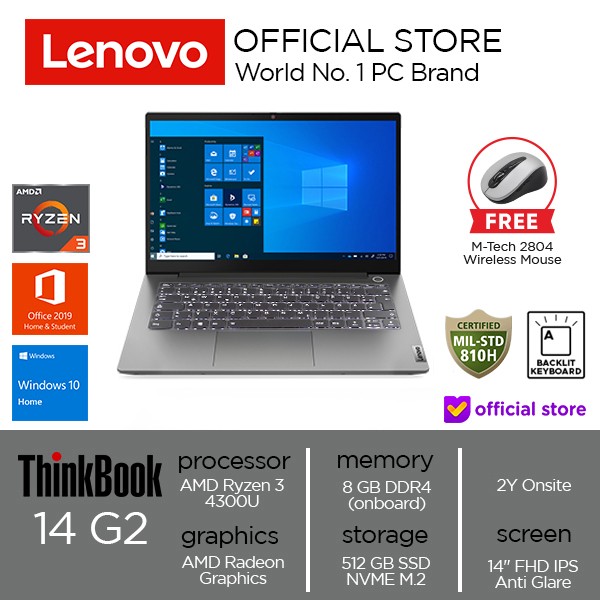 Lenovo
OFFICIAL STORE
World No. 1 PC Brand
AMD
RYZEN
3
Office 2019
Home & Student
Windows
Windows 10
Home
FREE
M-Tech 2804
Wireless Mouse
CERTIFIED
MIL-STD
810H
A
BACKLIT
KEYBOARD
Lenovo
official store
ThinkBook
14 G2
processor
AMD Ryzen 3
4300U
graphics
AMD Radeon
Graphics
memory
8 GB DDR4
(onboard)
storage
512 GB SSD
NVME M.2
2Y Onsite
screen
14" FHD IPS
Anti Glare